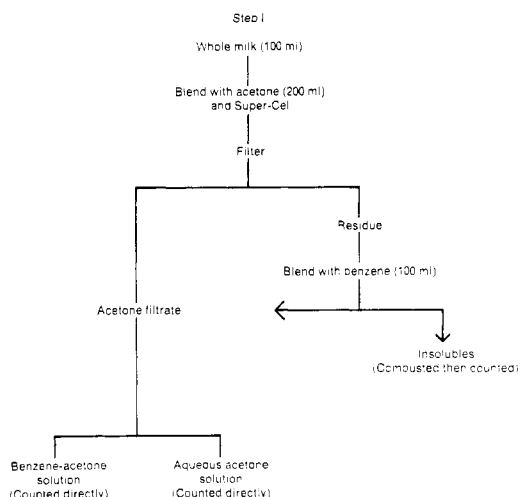 Step I
Whole milk (100 ml)
Blend with acetone (200 ml)
and Super-Cel
Filter
Residue
Blend with benzene (100 ml)
Acetone filtrate
Insolubles
(Combusted then counted)
Benzene-acetone
solution
(Counted directly)
Aqueous acetone
solution
(Counted directly)